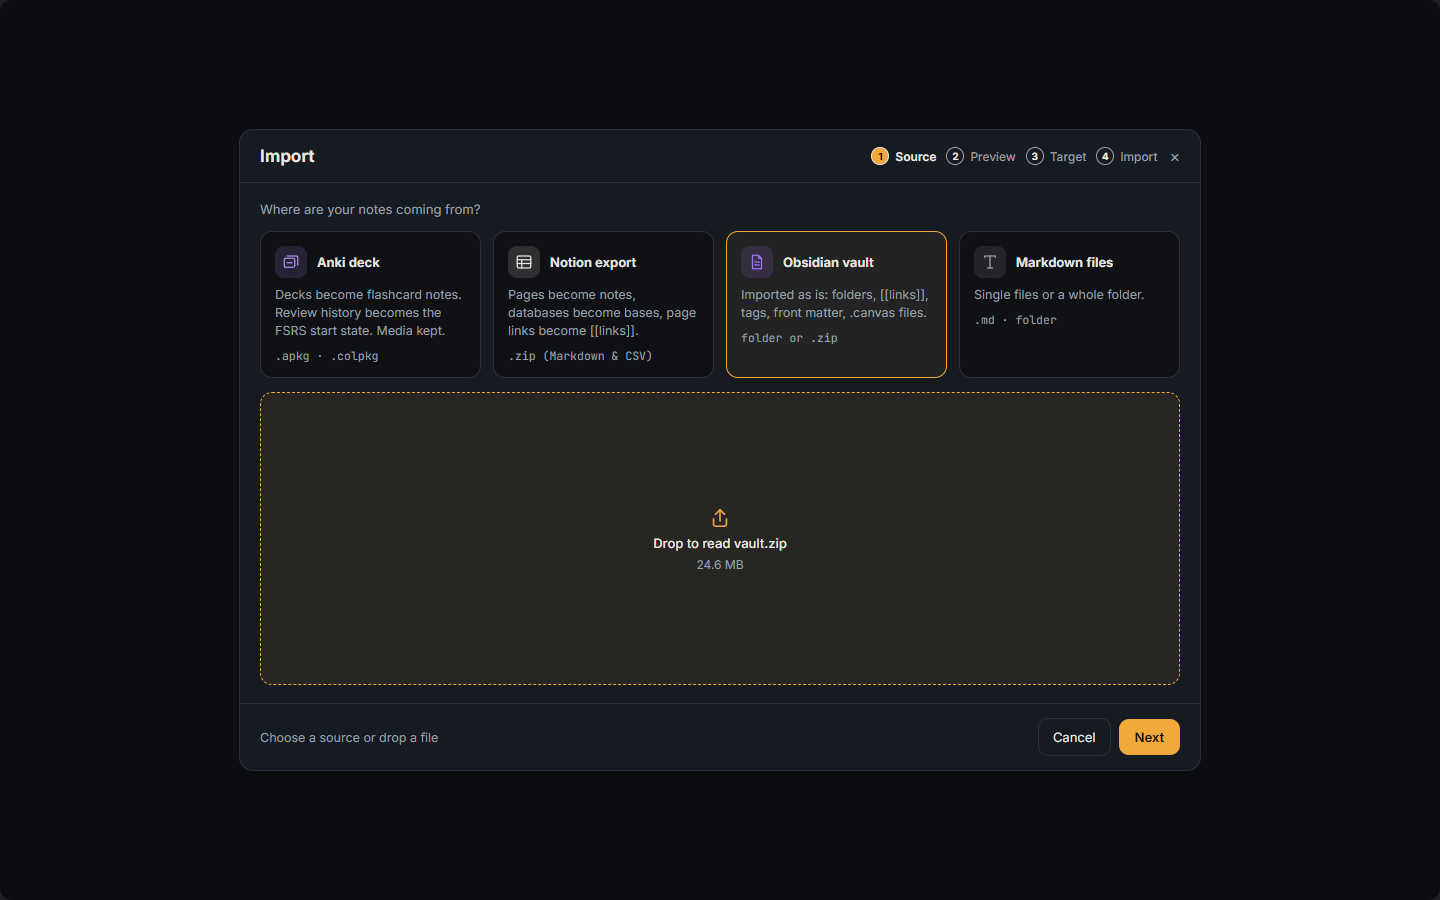 Import
1 Source 2 Preview 3 Target 4 Import ×
Where are your notes coming from?
Anki deck
Decks become flashcard notes.
Review history becomes the
FSRS start state. Media kept.
.apkg · .colpkg
Notion export
Pages become notes,
databases become bases, page
links become [[links]].
.zip (Markdown & CSV)
Obsidian vault
Imported as is: folders, [[links]],
tags, front matter, .canvas files.
folder or .zip
Markdown files
Single files or a whole folder.
.md · folder
Drop to read vault.zip
24.6 MB
Choose a source or drop a file
Cancel
Next